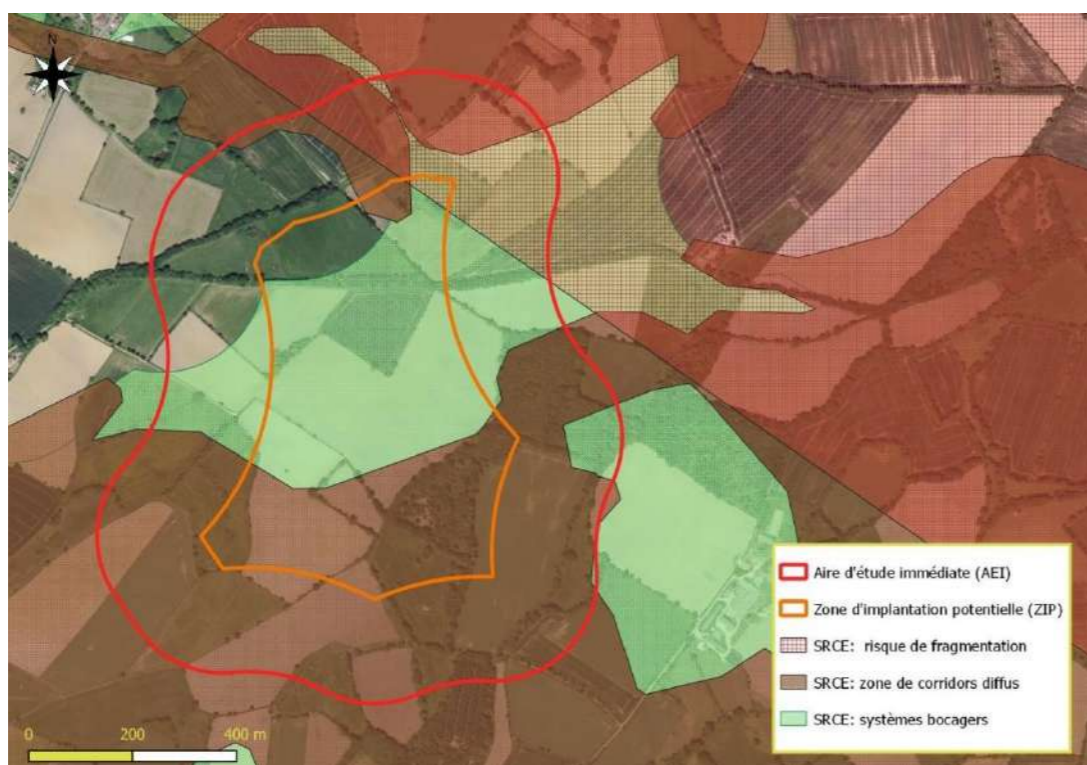 N
Aire d'étude immédiate (AEI)
Zone d'implantation potentielle (ZIP)
SRCE: risque de fragmentation
SRCE: zone de corridors diffus
SRCE: systèmes bocagers
0 200 400 m